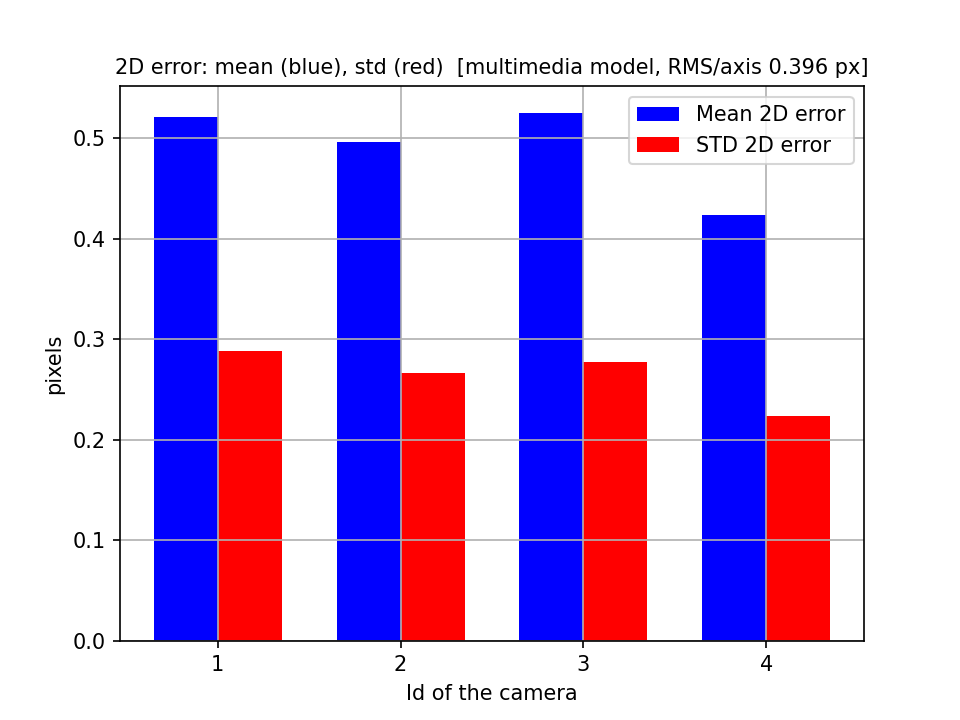 2D error: mean (blue), std (red)  [multimedia model, RMS/axis 0.396 px]
Mean 2D error
STD 2D error
0.5
0.4
0.3
0.2
0.1
0.0
pixels
1 2 3 4
Id of the camera